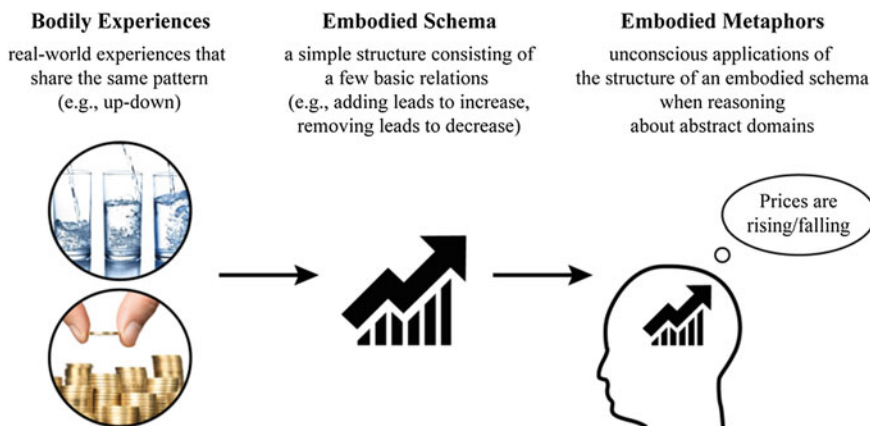 Bodily Experiences
real-world experiences that
share the same pattern
(e.g., up-down)
Embodied Schema
a simple structure consisting of
a few basic relations
(e.g., adding leads to increase,
removing leads to decrease)
Embodied Metaphors
unconscious applications of
the structure of an embodied schema
when reasoning
about abstract domains
Prices are
rising/falling